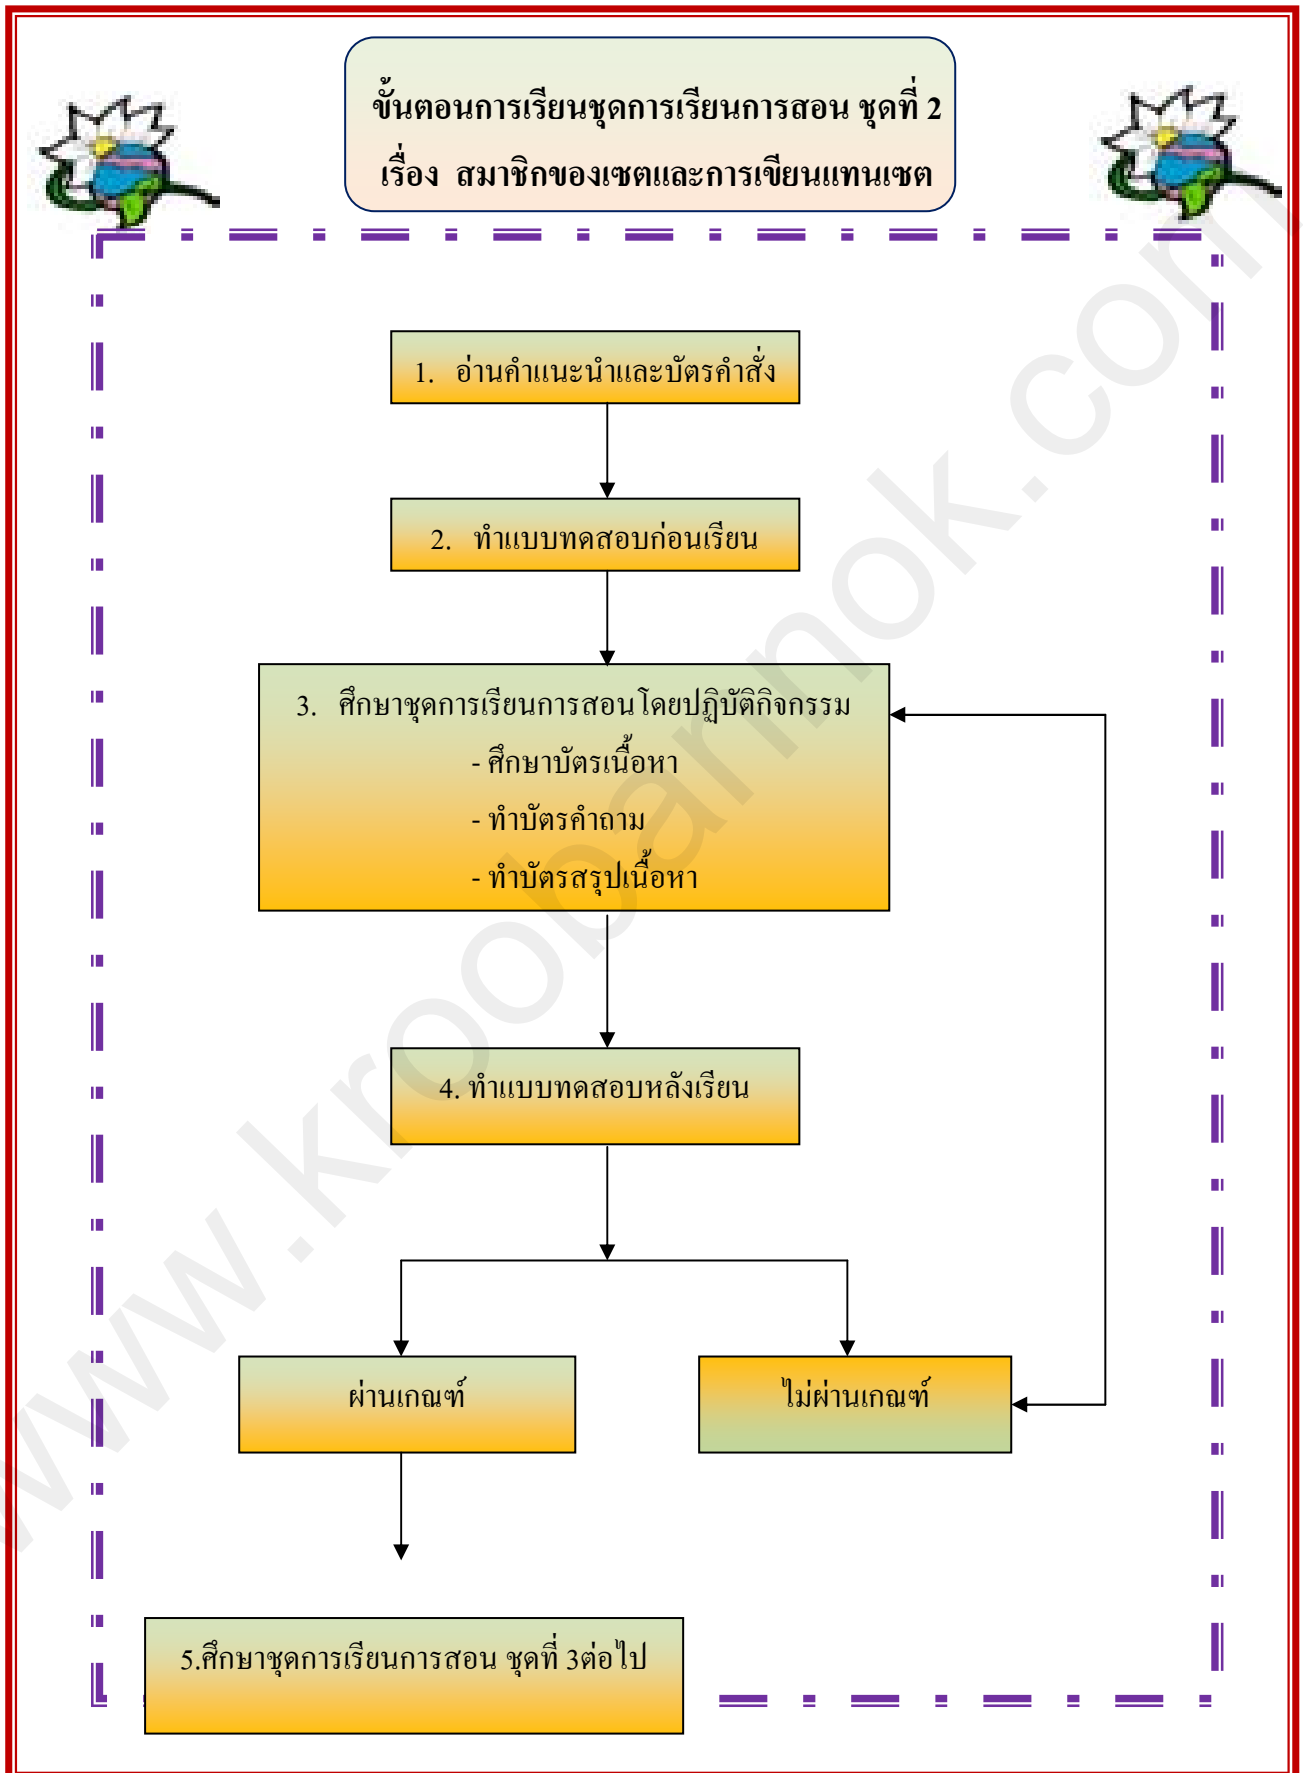 ขั้นตอนการเรียนชุดการเรียนการสอน ชุดที่ 2
เรื่อง สมาชิกของเซตและการเขียนแทนเซต
1. อ่านคำแนะนำและบัตรคำสั่ง
2. ทำแบบทดสอบก่อนเรียน
3. ศึกษาชุดการเรียนการสอนโดยปฏิบัติกิจกรรม
- ศึกษาบัตรเนื้อหา
- ทำบัตรคำถาม
- ทำบัตรสรุปเนื้อหา
4. ทำแบบทดสอบหลังเรียน
ผ่านเกณฑ์
ไม่ผ่านเกณฑ์
5.ศึกษาชุดการเรียนการสอน ชุดที่ 3ต่อไป
www.kroobannok.com